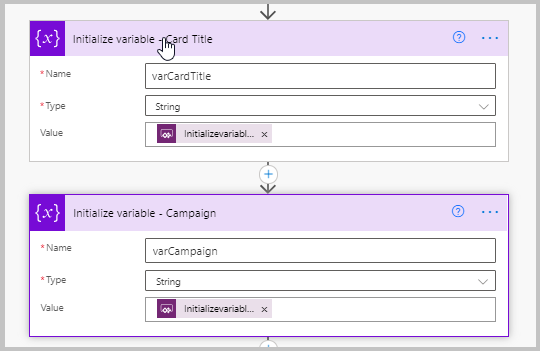 {x} Initialize variable - Card Title ? ...
* Name varCardTitle
* Type String
Value Initializevariabl... ×
+
{x} Initialize variable - Campaign ? ...
* Name varCampaign
* Type String
Value Initializevariabl... ×